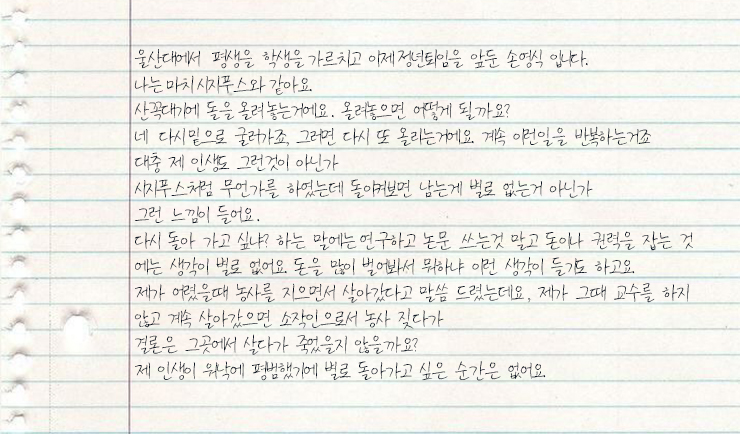 울산대에서 평생을 학생을 가르치고 이제 정년퇴임을 앞둔 손영식 입니다.
나는 마치 시지푸스와 같아요.
산꼭대기에 돌을 올려 놓는거에요. 올려놓으면 어떻게 될까요?
네 다시 밑으로 굴러가죠, 그러면 다시 또 올리는거에요. 계속 이런일을 반복하는거죠
대충 제 인생도 그런것이 아닌가
시지푸스처럼 무언가를 하였는데 돌이켜보면 남는게 별로 없는거 아닌가
그런 느낌이 들어요.
다시 돌아 가고 싶냐? 하는 말에는 연구하고 논문 쓰는것 말고 돈이나 권력을 잡는 것
에는 생각이 별로 없어요. 돈을 많이 벌어봐서 뭐하냐 이런 생각이 들기도 하고요.
제가 어렸을때 농사를 지으면서 살아갔다고 말씀 드렸는데요, 제가 그때 교수를 하지
않고 계속 살아갔으면 소작인으로서 농사 짖다가
결론은 그곳에서 살다가 죽었을지 않을까요?
제 인생이 워낙에 평범했기에 별로 돌아가고 싶은 순간은 없어요.